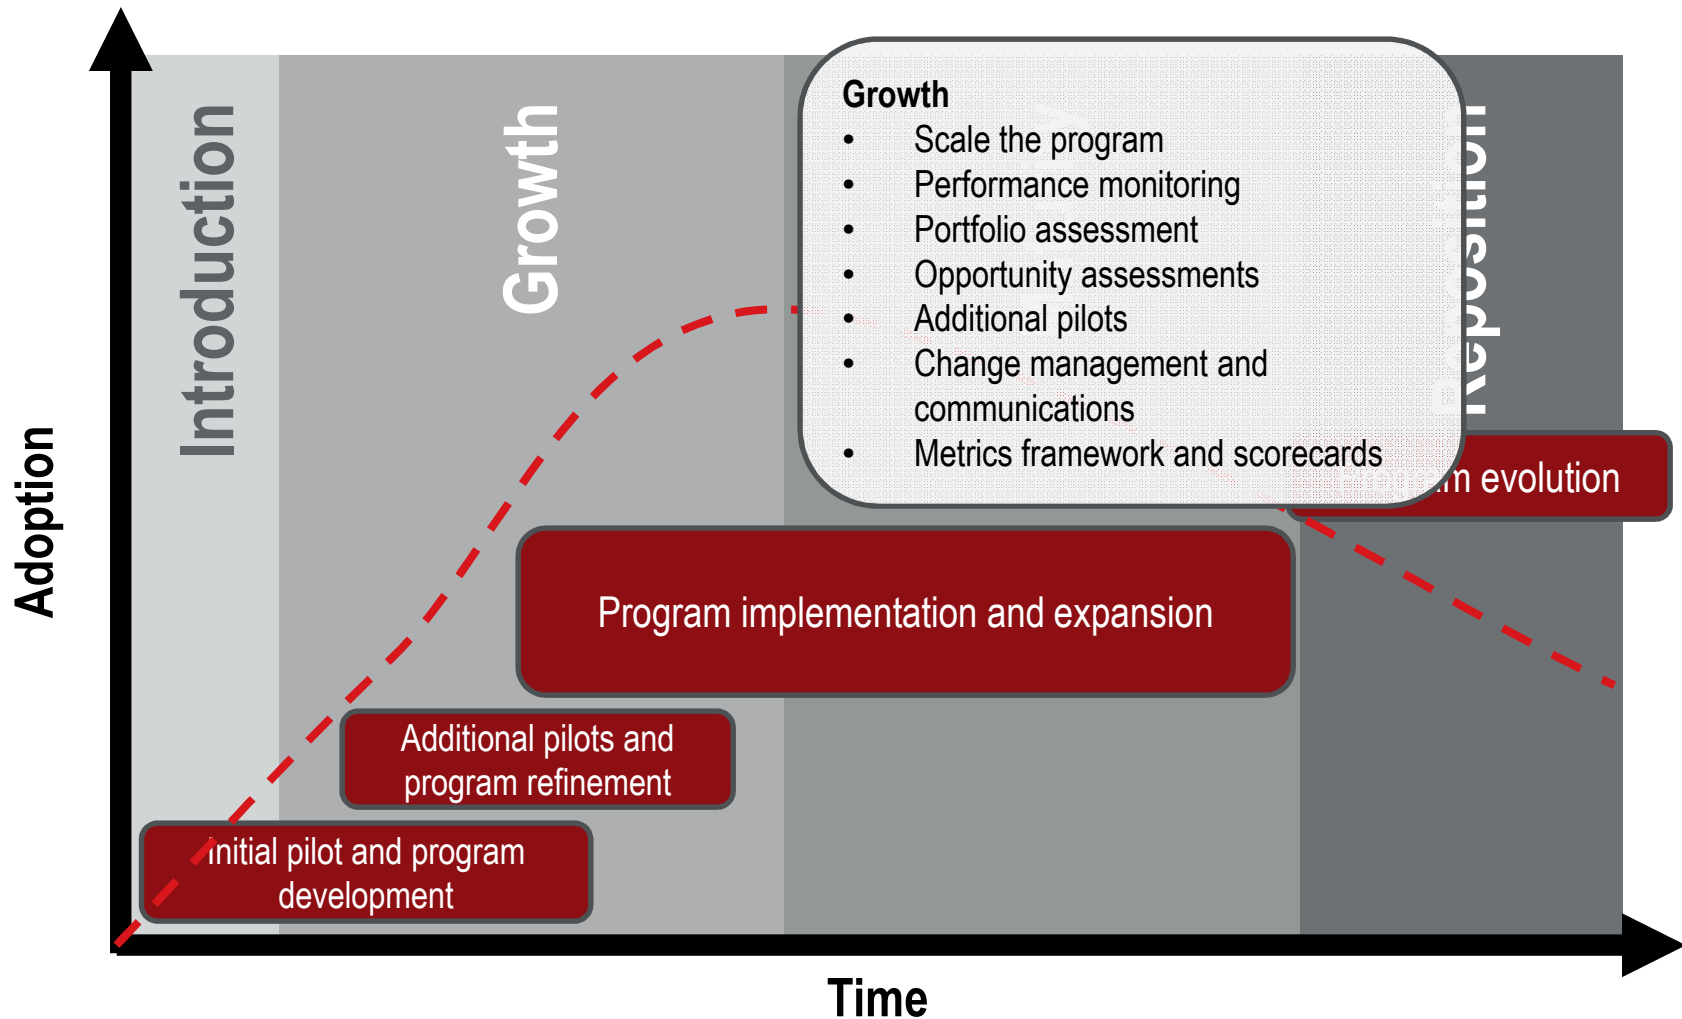 Introduction
Growth
Growth
• Scale the program
• Performance monitoring
• Portfolio assessment
• Opportunity assessments
• Additional pilots
• Change management and
communications
• Metrics framework and scorecards
Program evolution
Program implementation and expansion
Additional pilots and
program refinement
Initial pilot and program
development
Adoption
Time